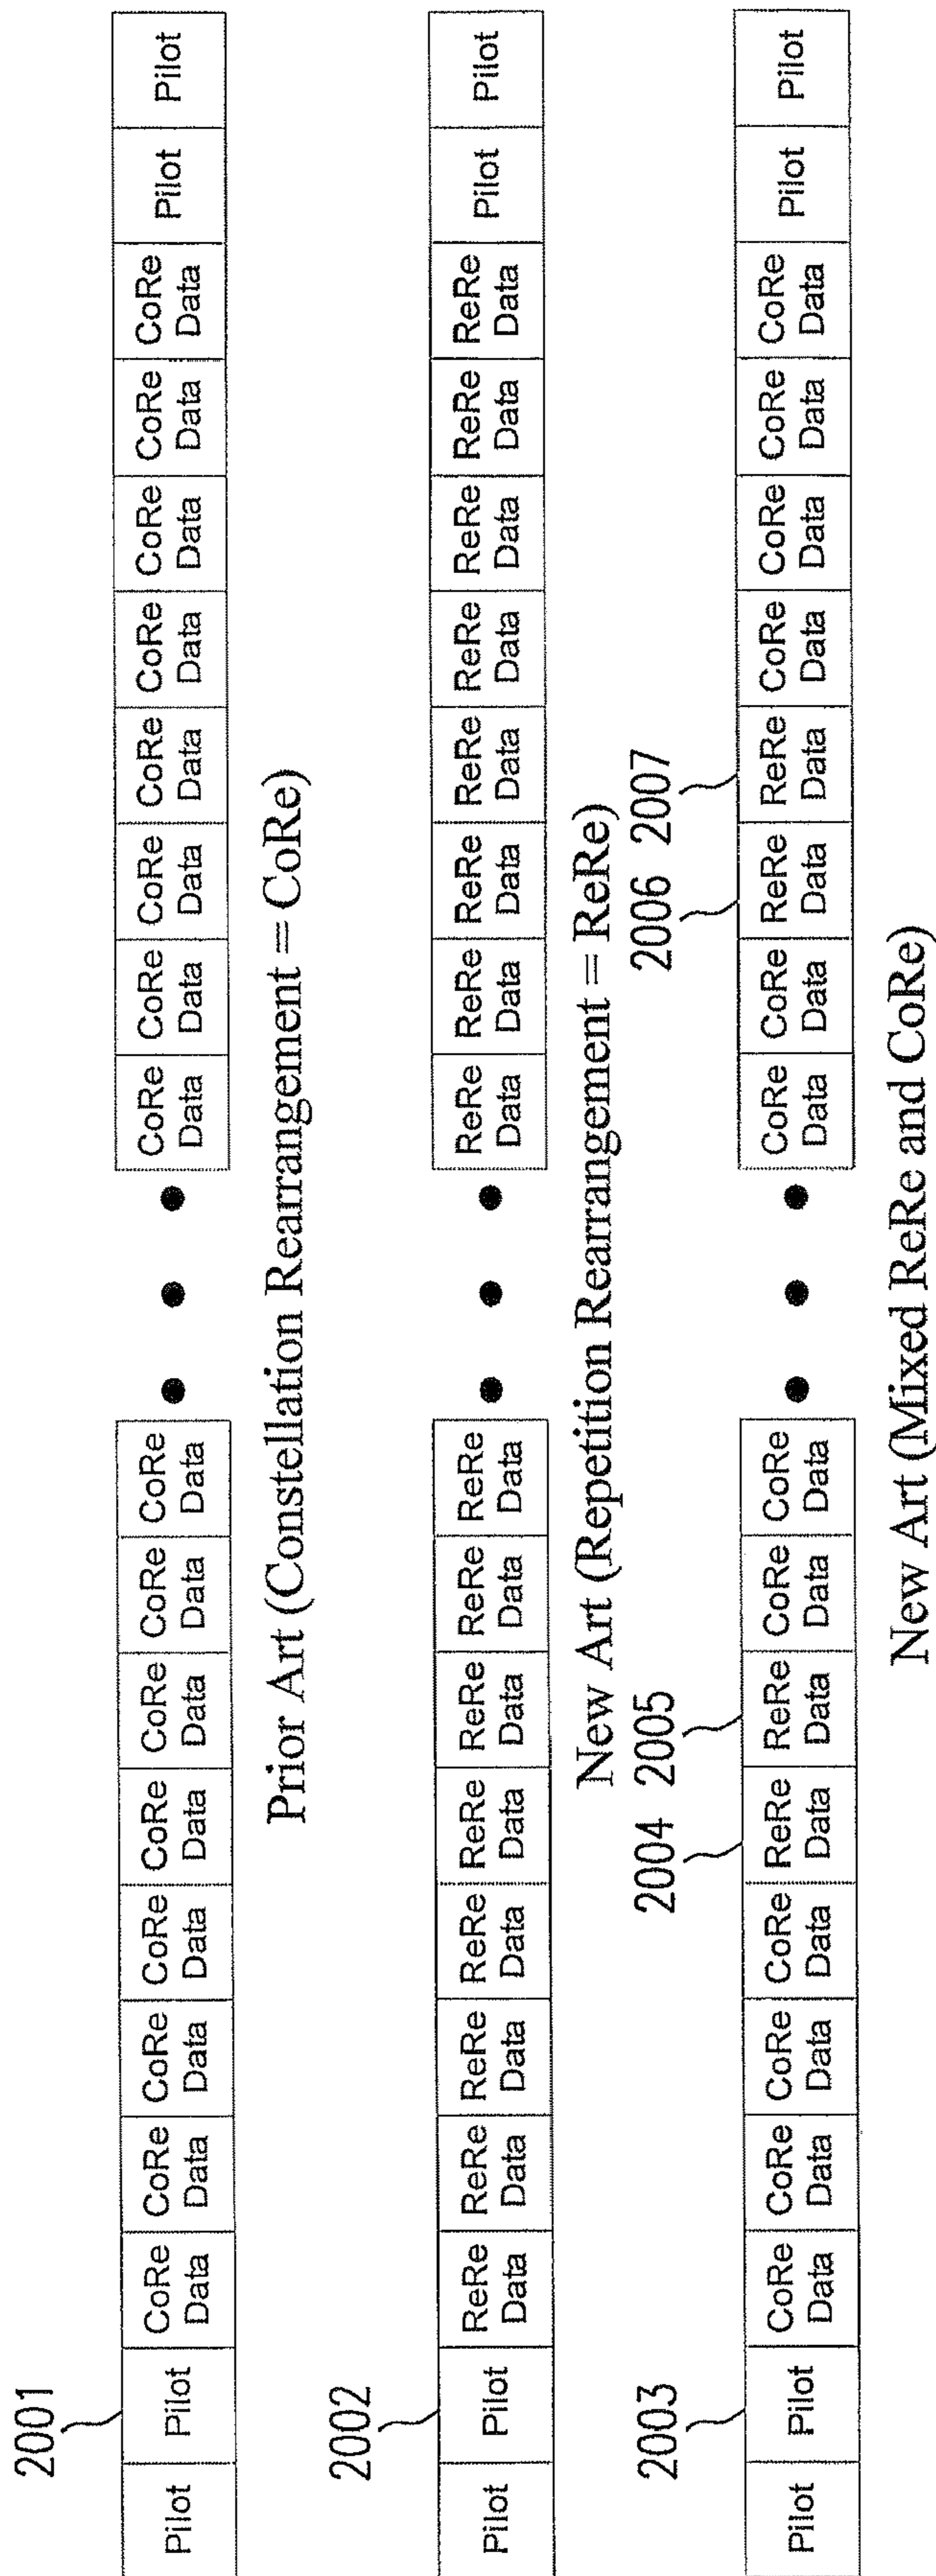 2001
Pilot
Pilot
CoRe
Data
CoRe
Data
CoRe
Data
CoRe
Data
CoRe
Data
CoRe
Data
CoRe
Data
CoRe
Data
CoRe
Data
CoRe
Data
CoRe
Data
CoRe
Data
CoRe
Data
CoRe
Data
CoRe
Data
CoRe
Data
Pilot
Pilot
Prior Art (Constellation Rearrangement = CoRe)
2002
Pilot
Pilot
ReRe
Data
ReRe
Data
ReRe
Data
ReRe
Data
ReRe
Data
ReRe
Data
ReRe
Data
ReRe
Data
ReRe
Data
ReRe
Data
ReRe
Data
ReRe
Data
ReRe
Data
ReRe
Data
ReRe
Data
ReRe
Data
Pilot
Pilot
New Art (Repetition Rearrangement = ReRe)
2003
2004 2005
2006 2007
Pilot
Pilot
CoRe
Data
CoRe
Data
CoRe
Data
CoRe
Data
ReRe
Data
ReRe
Data
CoRe
Data
CoRe
Data
CoRe
Data
CoRe
Data
ReRe
Data
ReRe
Data
CoRe
Data
CoRe
Data
CoRe
Data
CoRe
Data
Pilot
Pilot
New Art (Mixed ReRe and CoRe)